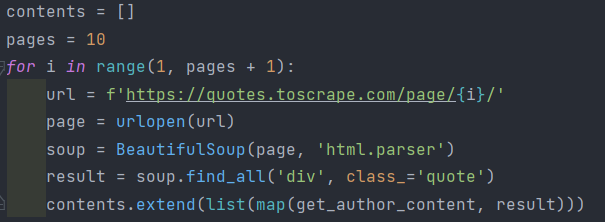 contents = []
pages = 10
for i in range(1, pages + 1):
    url = f'https://quotes.toscrape.com/page/{i}/'
    page = urlopen(url)
    soup = BeautifulSoup(page, 'html.parser')
    result = soup.find_all('div', class_='quote')
    contents.extend(list(map(get_author_content, result)))